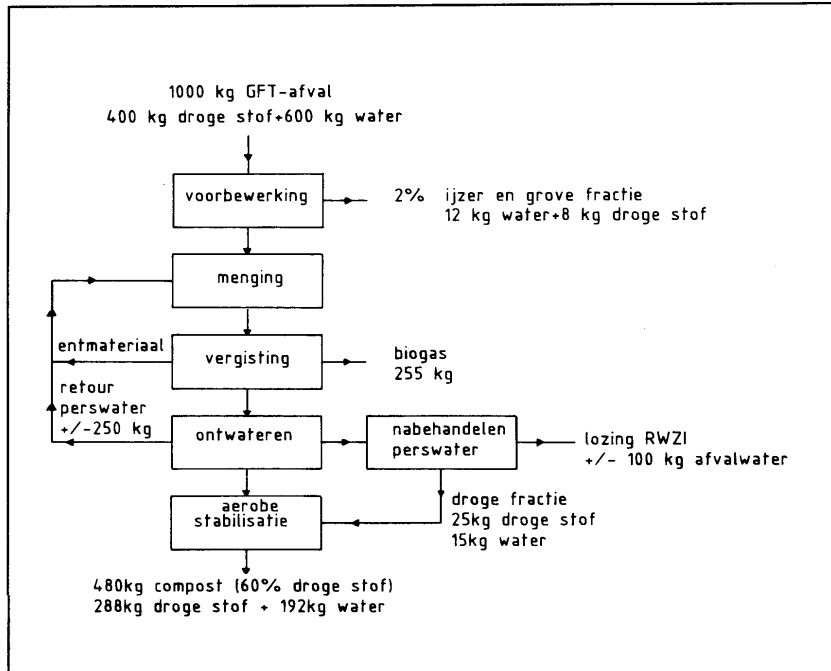 1000 kg GFT-afval
400 kg droge stof+600 kg water
voorbewerking
2% ijzer en grove fractie
12 kg water+8 kg droge stof
menging
entmateriaal
vergisting
biogas
255 kg
retour
perswater
+/-250 kg
ontwateren
nabehandelen
perswater
lozing RWZI
+/- 100 kg afvalwater
aerobe
stabilisatie
droge fractie
25kg droge stof
15kg water
480kg compost (60% droge stof)
288kg droge stof + 192kg water